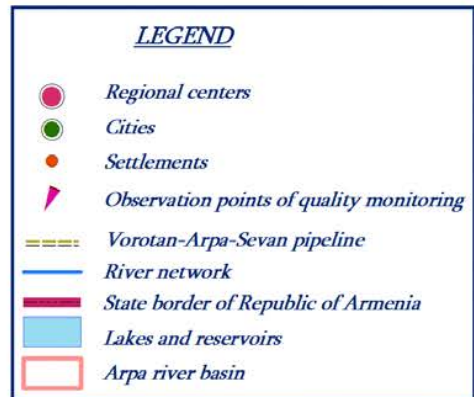 LEGEND
Regional centers
Cities
Settlements
Observation points of quality monitoring
Vorotan-Arpa-Sevan pipeline
River network
State border of Republic of Armenia
Lakes and reservoirs
Arpa river basin